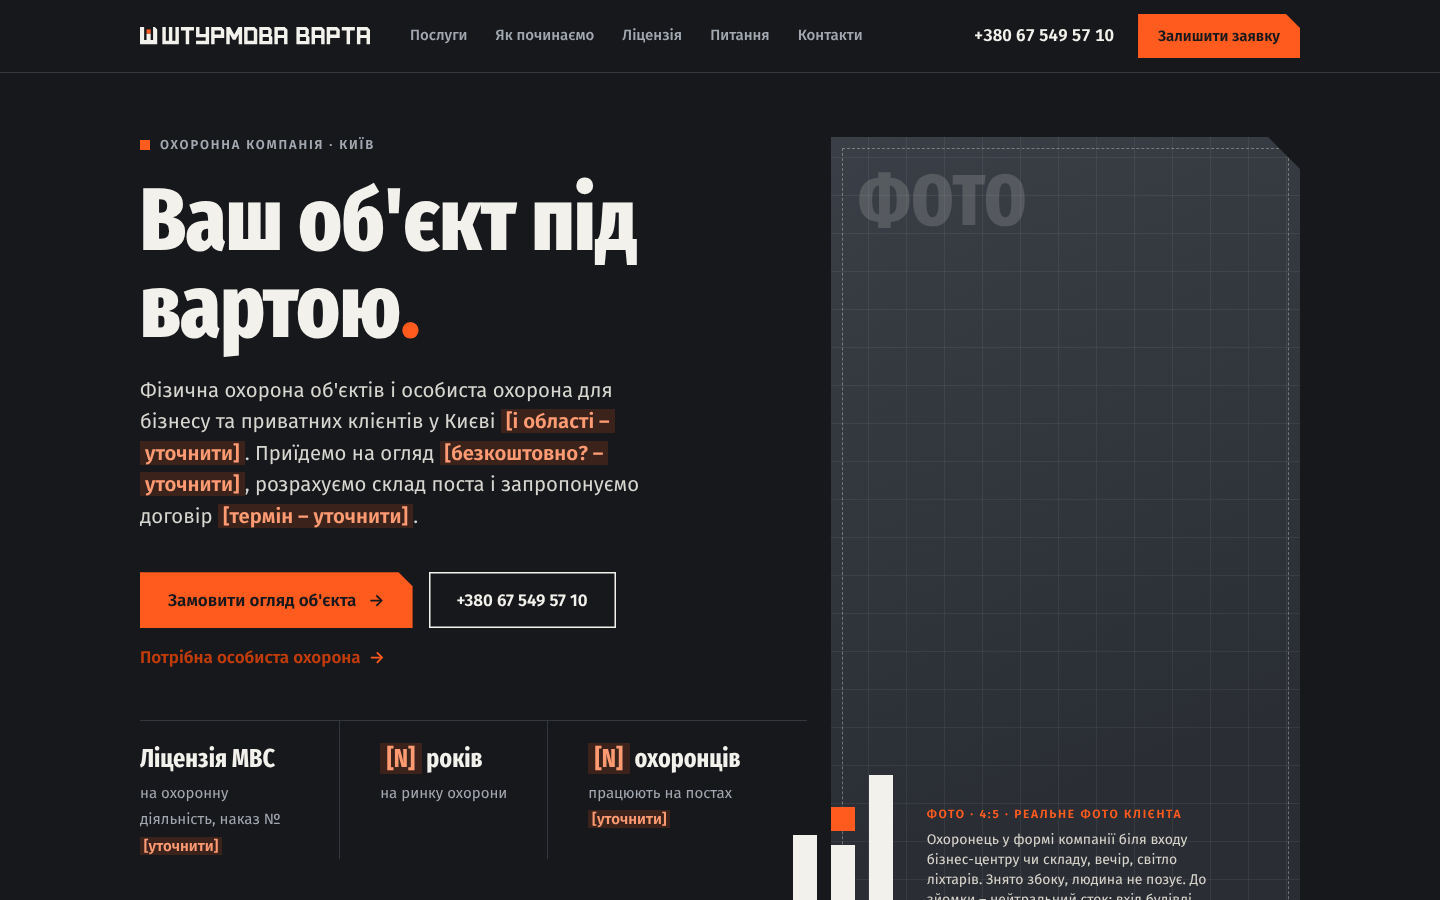 ШТУРМОВА ВАРТА
Послуги
Як починаємо
Ліцензія
Питання
Контакти
+380 67 549 57 10
Залишити заявку
ОХОРОННА КОМПАНІЯ · КИЇВ
Ваш об'єкт під
вартою.
Фізична охорона об'єктів і особиста охорона для
бізнесу та приватних клієнтів у Києві [і області –
уточнити]. Приїдемо на огляд [безкоштовно? –
уточнити], розрахуємо склад поста і запропонуємо
договір [термін – уточнити].
Замовити огляд об'єкта →
+380 67 549 57 10
Потрібна особиста охорона →
Ліцензія МВС
на охоронну
діяльність, наказ №
[уточнити]
[N] років
на ринку охорони
[N] охоронців
працюють на постах
[уточнити]
ФОТО
ФОТО · 4:5 · РЕАЛЬНЕ ФОТО КЛІЄНТА
Охоронець у формі компанії біля входу
бізнес-центру чи складу, вечір, світло
ліхтарів. Знято збоку, людина не позує. До
зйомки – нейтральний сток: вхід будівлі